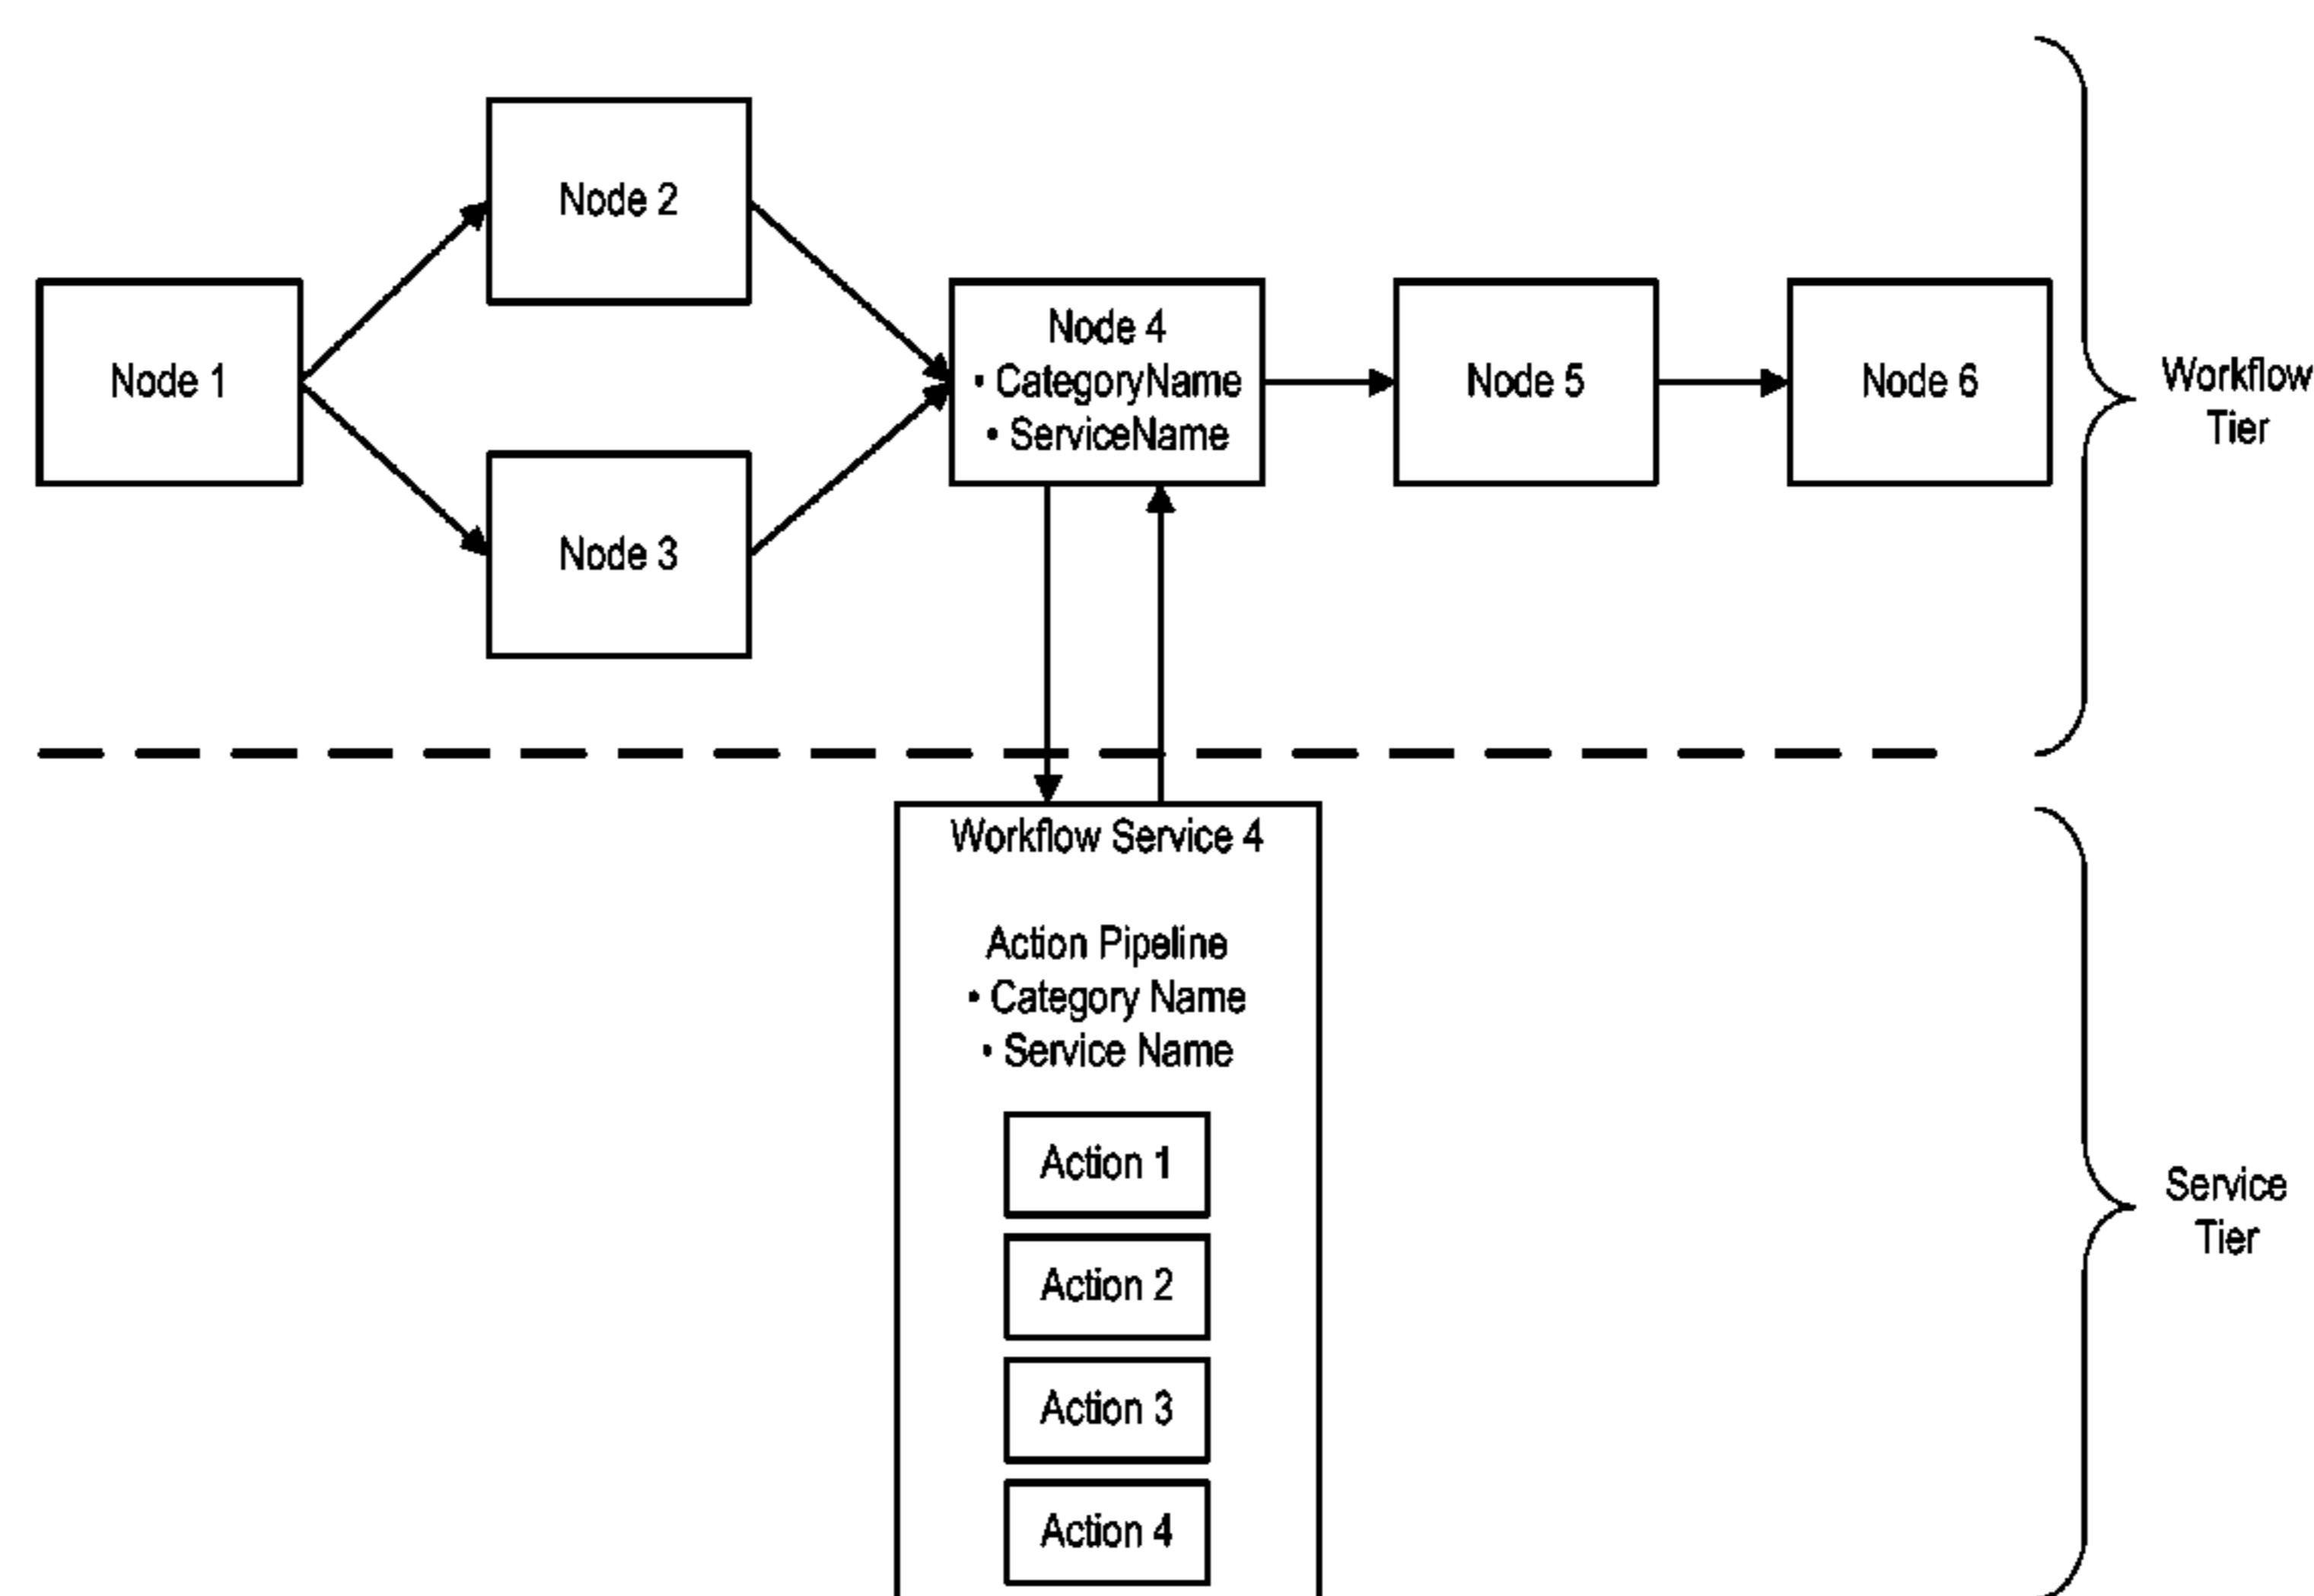 Node 2
Node 1
Node 3
Node 4
• CategoryName
• ServiceName
Node 5
Node 6
Workflow
Tier
Workflow Service 4
Action Pipeline
• Category Name
• Service Name
Action 1
Action 2
Action 3
Action 4
Service
Tier